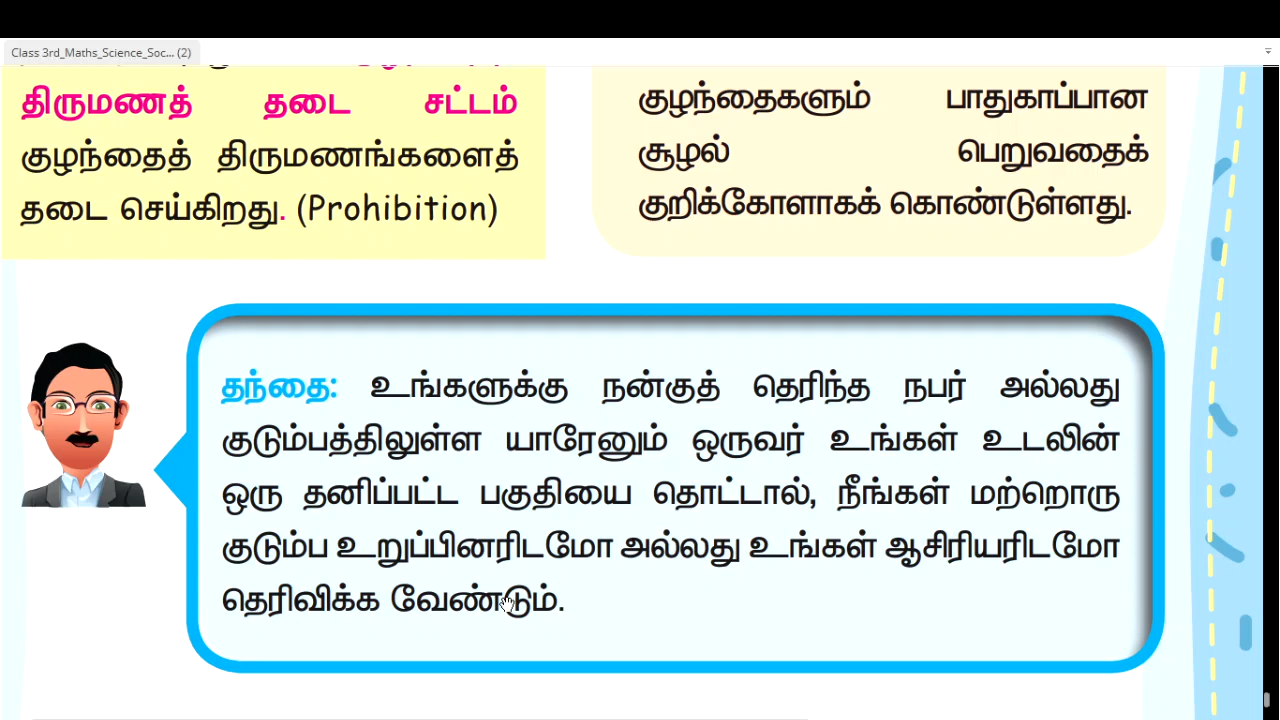 Class 3rd_Maths_Science_Soc... (2)
திருமணத் தடை சட்டம்
குழந்தைத் திருமணங்களைத்
தடை செய்கிறது. (Prohibition)
குழந்தைகளும் பாதுகாப்பான
சூழல் பெறுவதைக்
குறிக்கோளாகக் கொண்டுள்ளது.
தந்தை: உங்களுக்கு நன்குத் தெரிந்த நபர் அல்லது
குடும்பத்திலுள்ள யாரேனும் ஒருவர் உங்கள் உடலின்
ஒரு தனிப்பட்ட பகுதியை தொட்டால், நீங்கள் மற்றொரு
குடும்ப உறுப்பினரிடமோ அல்லது உங்கள் ஆசிரியரிடமோ
தெரிவிக்க வேண்டும்.